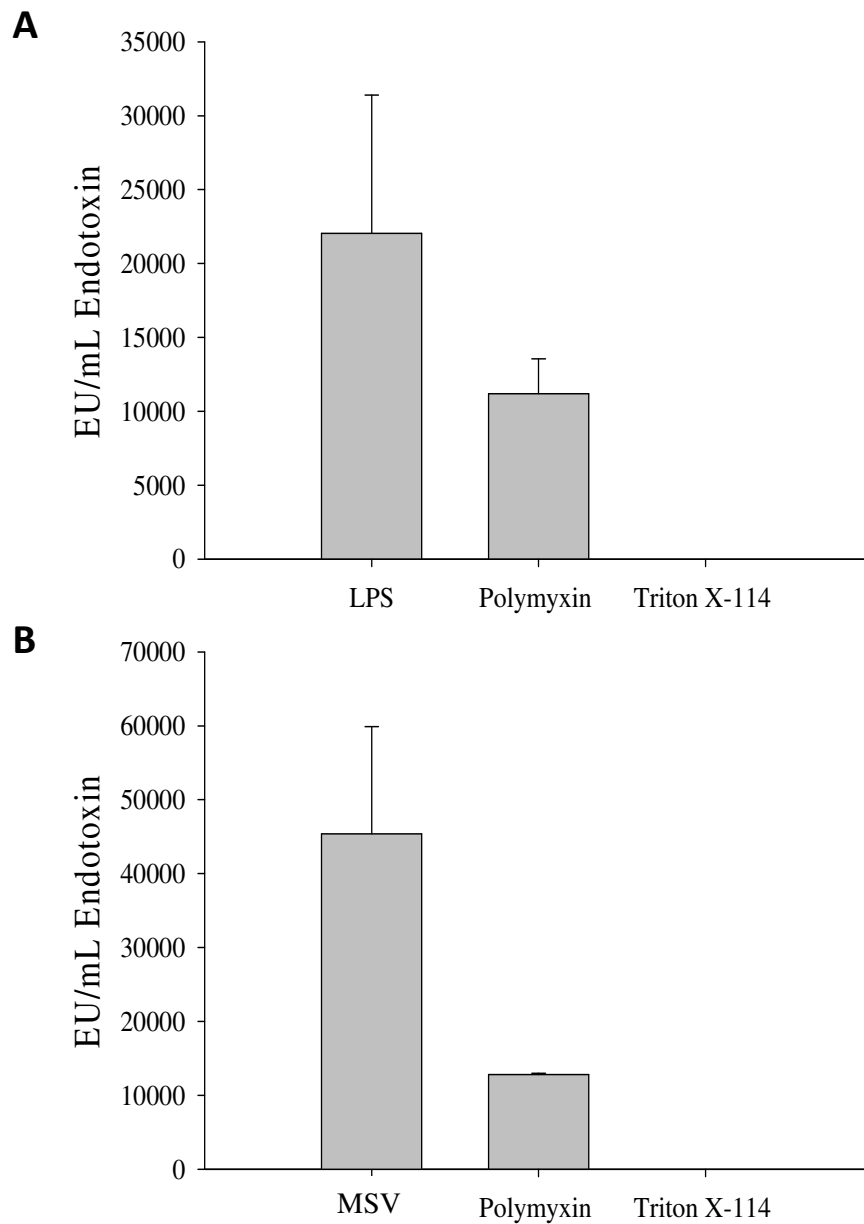 A
EU/mL Endotoxin
35000
30000
25000
20000
15000
10000
5000
0
LPS Polymyxin Triton X-114
B
EU/mL Endotoxin
70000
60000
50000
40000
30000
20000
10000
0
MSV Polymyxin Triton X-114